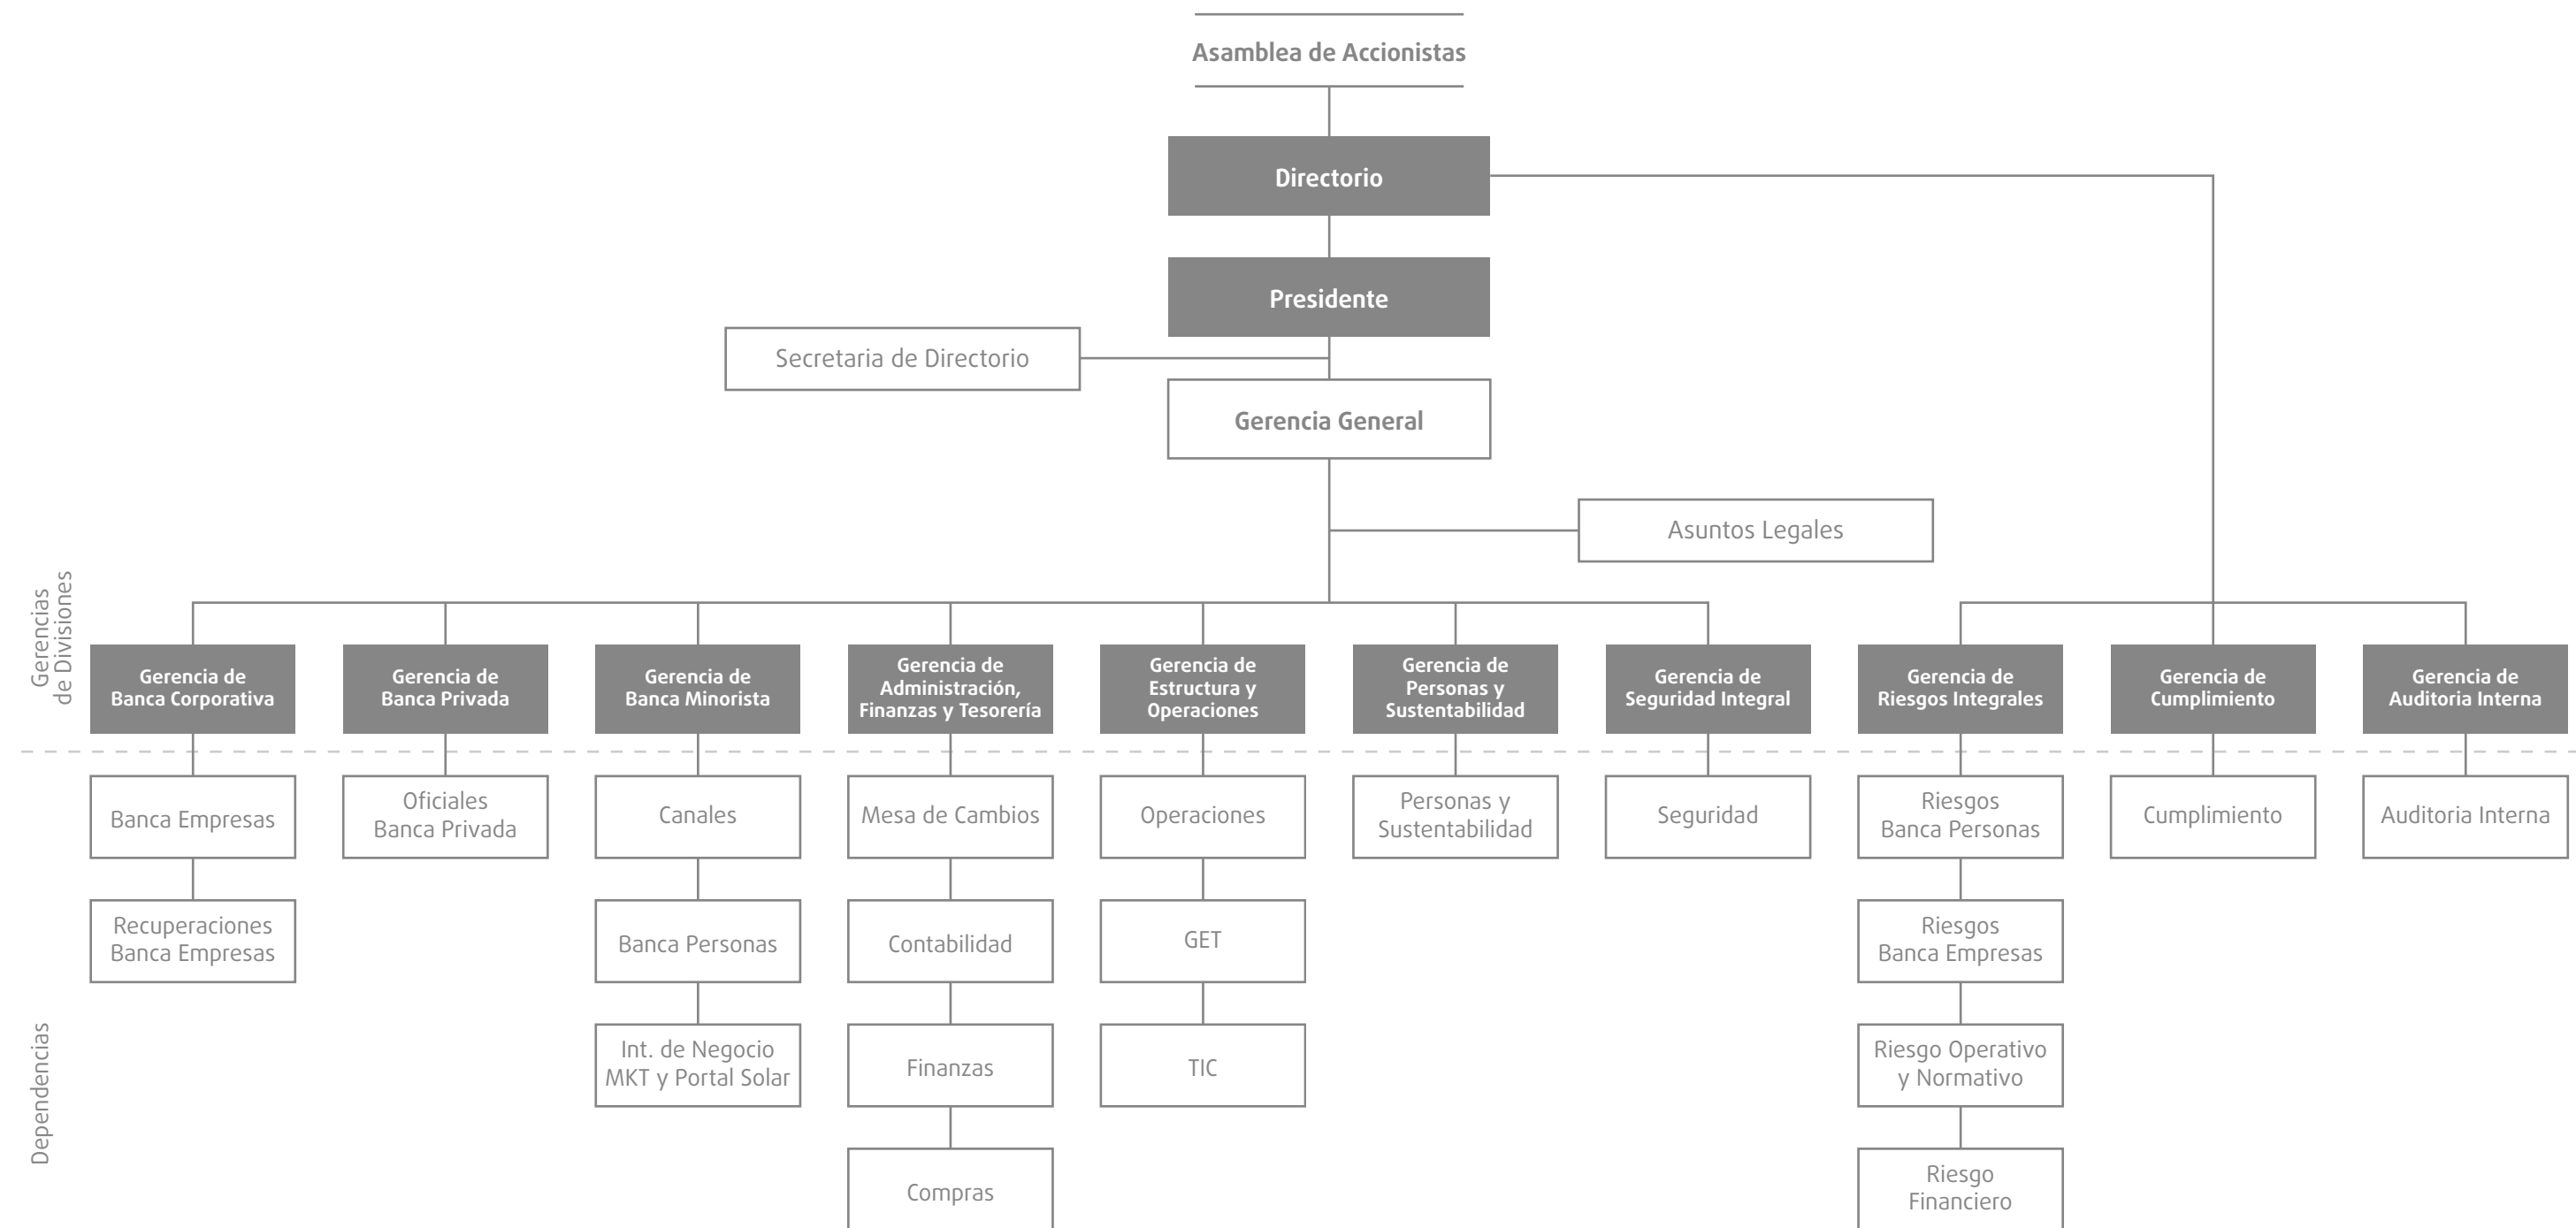 Asamblea de Accionistas
Directorio
Presidente
Secretaria de Directorio
Gerencia General
Asuntos Legales
Gerencias
de Divisiones
Gerencia de
Banca Corporativa
Gerencia de
Banca Privada
Gerencia de
Banca Minorista
Gerencia de
Administración,
Finanzas y Tesorería
Gerencia de
Estructura y
Operaciones
Gerencia de
Personas y
Sustentabilidad
Gerencia de
Seguridad Integral
Gerencia de
Riesgos Integrales
Gerencia de
Cumplimiento
Gerencia de
Auditoria Interna
Dependencias
Banca Empresas
Oficiales
Banca Privada
Canales
Mesa de Cambios
Operaciones
Personas y
Sustentabilidad
Seguridad
Riesgos
Banca Personas
Cumplimiento
Auditoria Interna
Recuperaciones
Banca Empresas
Banca Personas
Contabilidad
GET
Riesgos
Banca Empresas
Int. de Negocio
MKT y Portal Solar
Finanzas
TIC
Riesgo Operativo
y Normativo
Compras
Riesgo
Financiero